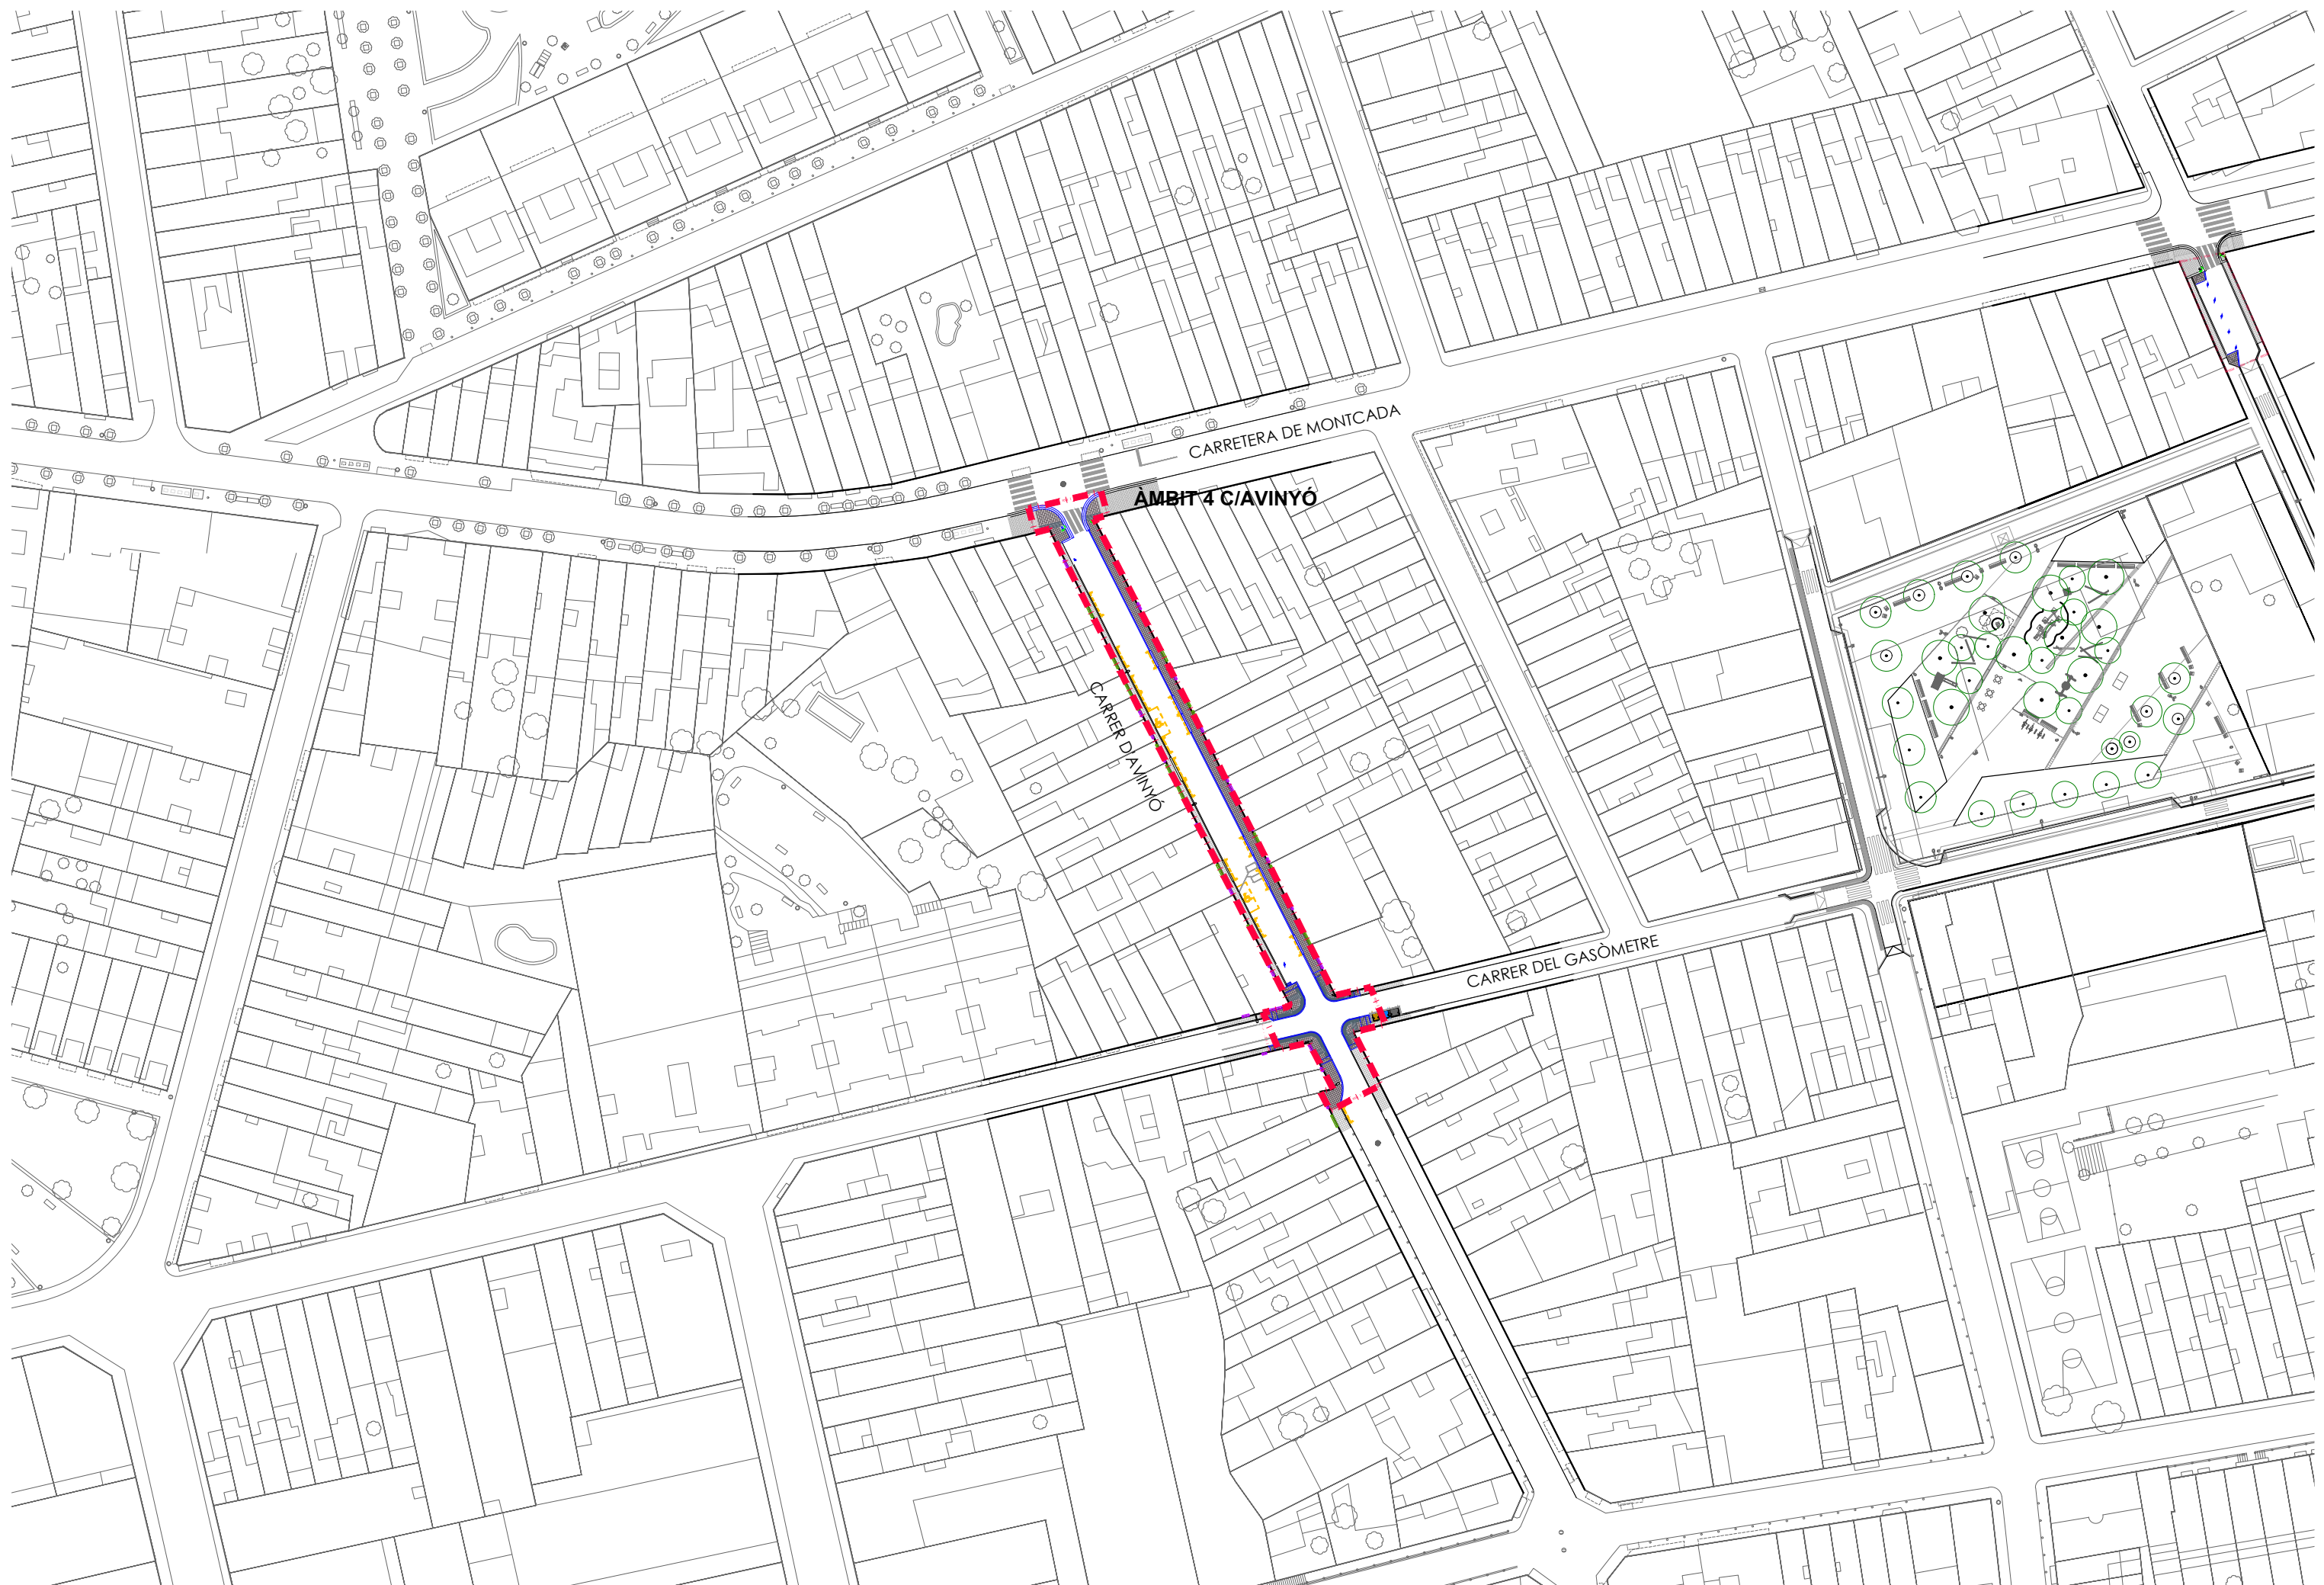 CARRETERA DE MONTCADA
ÀMBIT 4 C/AVINYÓ
CARRER D'AVINYÓ
CARRER DEL GASÒMETRE